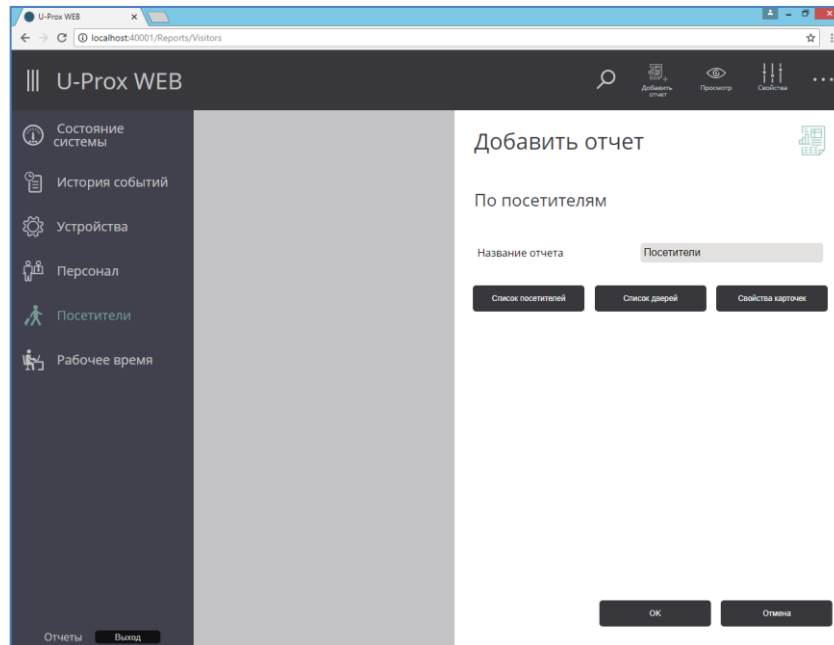 U-Prox WEB
localhost:40001/Reports/Visitors
U-Prox WEB
Добавить
отчет
Просмотр
Свойства
Состояние
системы
История событий
Устройства
Персонал
Посетители
Рабочее время
Отчеты
Выход
Добавить отчет
По посетителям
Название отчета
Посетители
Список посетителей
Список дверей
Свойства карточек
ОК
Отмена